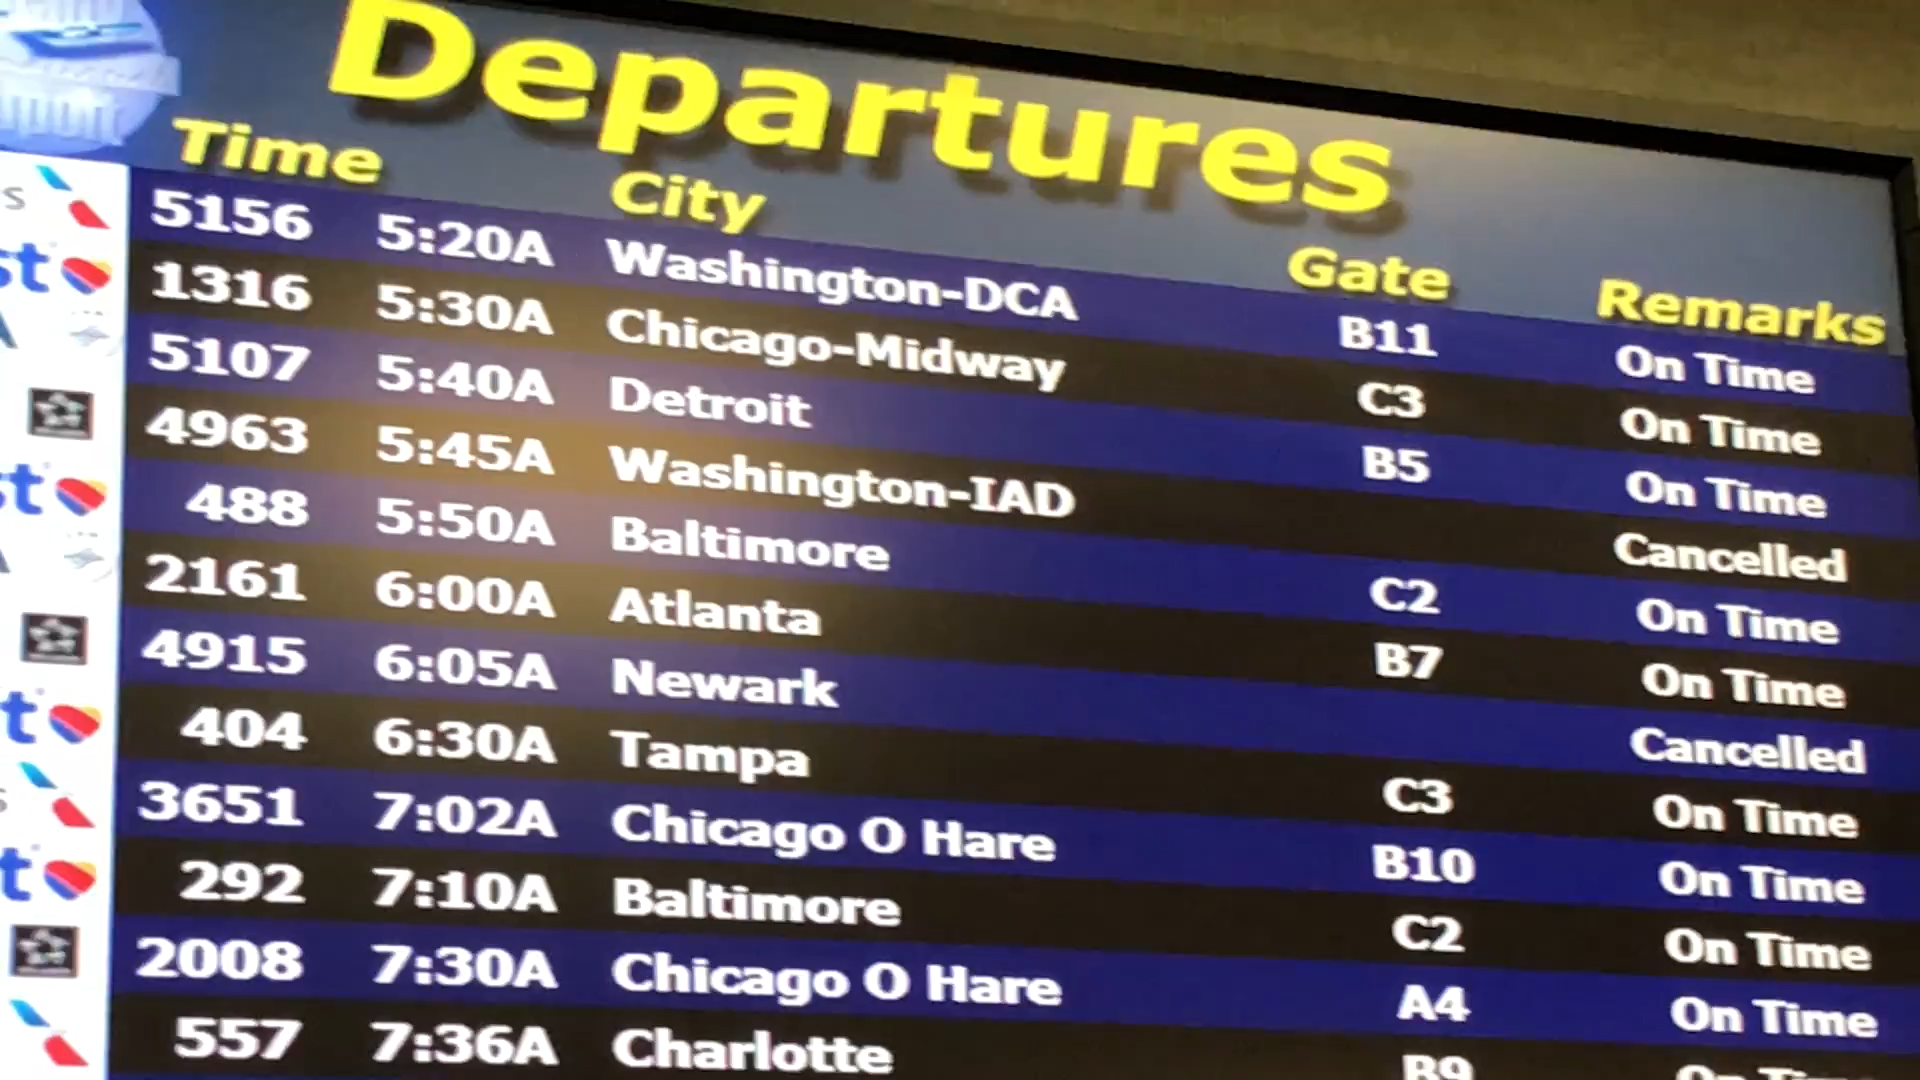 Departures
Time City Gate Remarks
5156 5:20A Washington-DCA B11 On Time
1316 5:30A Chicago-Midway C3 On Time
5107 5:40A Detroit B5 On Time
4963 5:45A Washington-IAD Cancelled
488 5:50A Baltimore C2 On Time
2161 6:00A Atlanta B7 On Time
4915 6:05A Newark Cancelled
404 6:30A Tampa C3 On Time
3651 7:02A Chicago O Hare B10 On Time
292 7:10A Baltimore C2 On Time
2008 7:30A Chicago O Hare A4 On Time
557 7:36A Charlotte B9 On Time